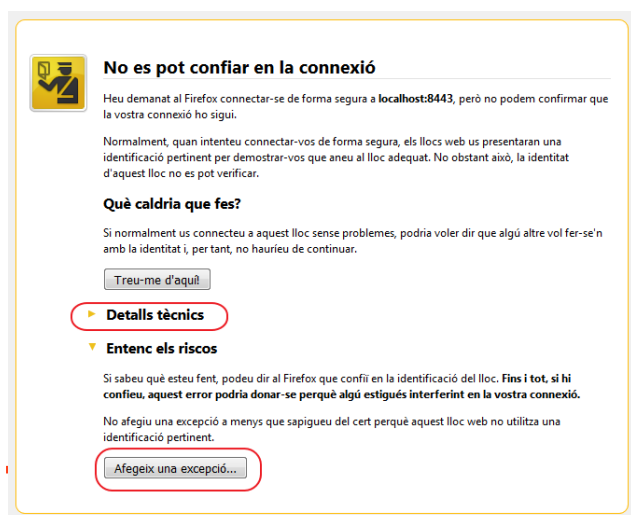 No es pot confiar en la connexió
Heu demanat al Firefox connectar-se de forma segura a localhost:8443, però no podem confirmar que
la vostra connexió ho sigui.
Normalment, quan intenteu connectar-vos de forma segura, els llocs web us presentaran una
identificació pertinent per demostrar-vos que aneu al lloc adequat. No obstant això, la identitat
d'aquest lloc no es pot verificar.
Què caldria que fes?
Si normalment us connecteu a aquest lloc sense problemes, podria voler dir que algú altre vol fer-se'n
amb la identitat i, per tant, no hauríeu de continuar.
Treu-me d'aquí!
Detalls tècnics
Entenc els riscos
Si sabeu què esteu fent, podeu dir al Firefox que confiï en la identificació del lloc. Fins i tot, si hi
confieu, aquest error podria donar-se perquè algú estigués interferint en la vostra connexió.
No afegiu una excepció a menys que sapigueu del cert perquè aquest lloc web no utilitza una
identificació pertinent.
Afegeix una excepció...